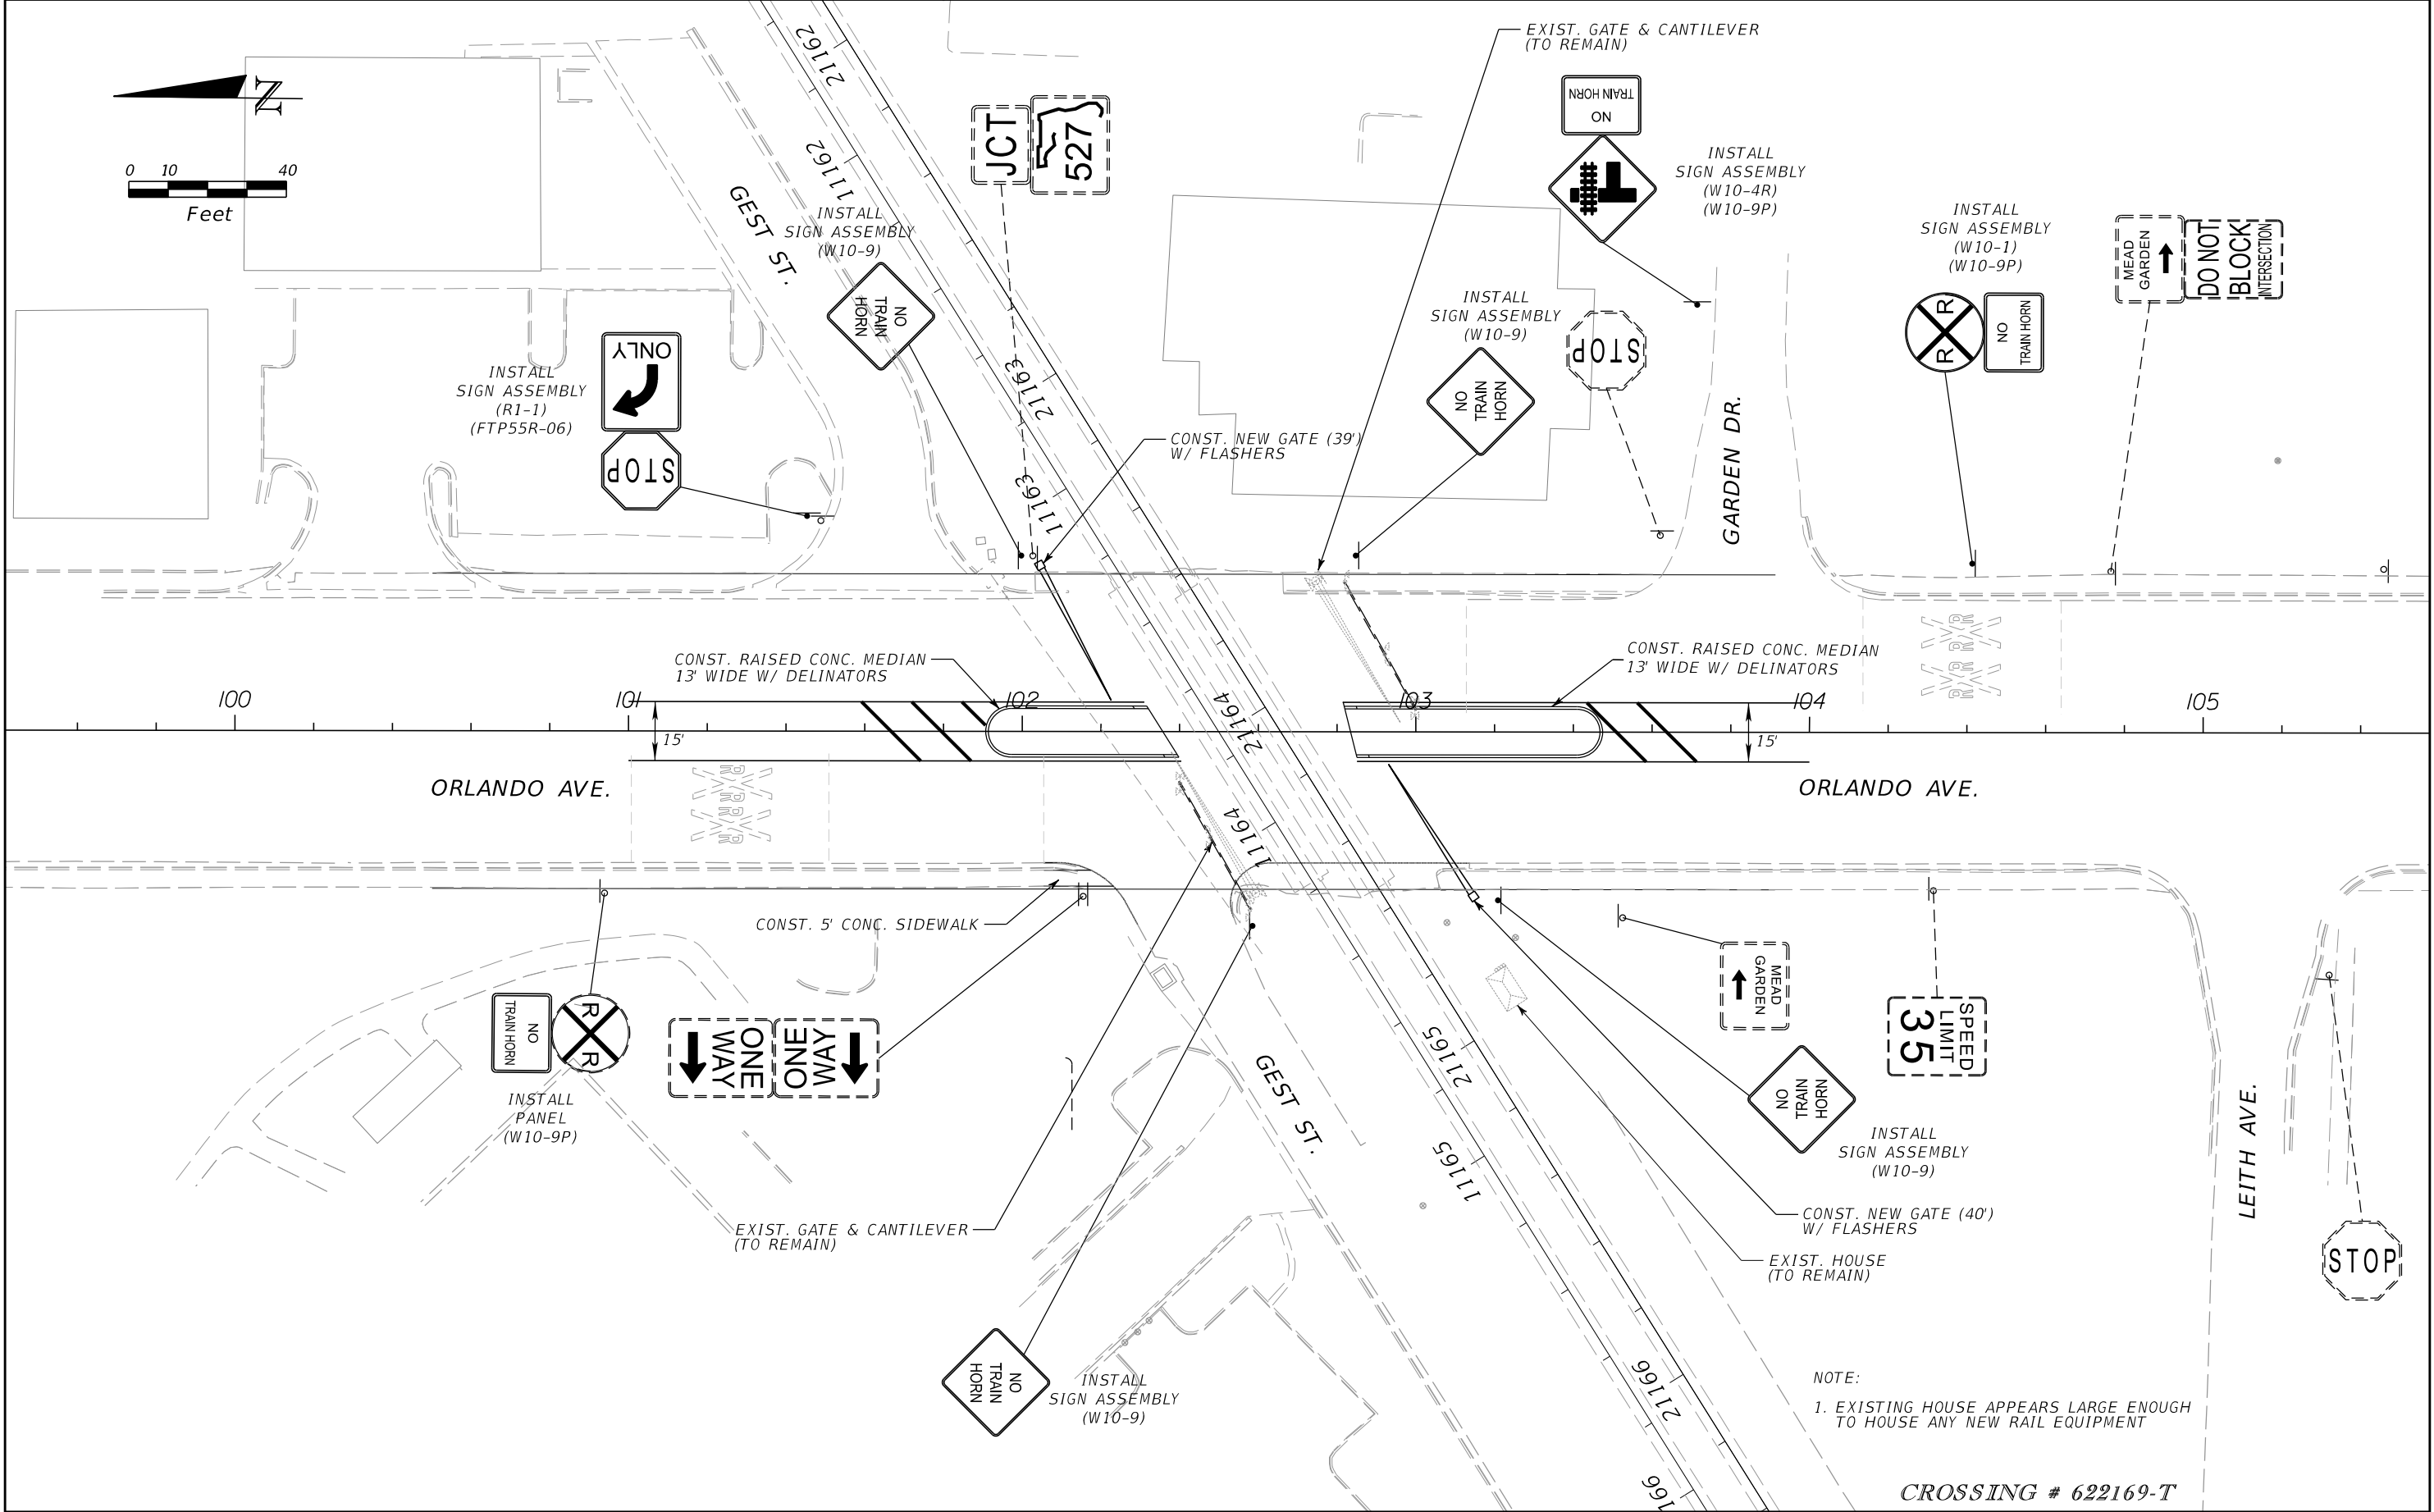 EXIST. GATE & CANTILEVER
(TO REMAIN)
21162
11162
N
0 10 40
Feet
JCT
527
NO
TRAIN HORN
INSTALL
SIGN ASSEMBLY
(W10-4R)
(W10-9P)
GEST ST.
INSTALL
SIGN ASSEMBLY
(W10-9)
NO
TRAIN
HORN
INSTALL
SIGN ASSEMBLY
(W10-1)
(W10-9P)
R R
NO
TRAIN HORN
MEAD
GARDEN
DO NOT
BLOCK
INTERSECTION
INSTALL
SIGN ASSEMBLY
(W10-9)
NO
TRAIN
HORN
STOP
INSTALL
SIGN ASSEMBLY
(R1-1)
(FTP55R-06)
ONLY
STOP
21163
11163
CONST. NEW GATE (39')
W/ FLASHERS
GARDEN DR.
CONST. RAISED CONC. MEDIAN
13' WIDE W/ DELINATORS
CONST. RAISED CONC. MEDIAN
13' WIDE W/ DELINATORS
RXR RXR
100
101
102
103
104
105
15'
15'
21164
11164
ORLANDO AVE.
ORLANDO AVE.
RXR RXR
CONST. 5' CONC. SIDEWALK
NO
TRAIN HORN
R R
INSTALL
PANEL
(W10-9P)
ONE
WAY
ONE
WAY
MEAD
GARDEN
SPEED
LIMIT
35
21165
11165
GEST ST.
NO
TRAIN
HORN
INSTALL
SIGN ASSEMBLY
(W10-9)
LEITH AVE.
EXIST. GATE & CANTILEVER
(TO REMAIN)
CONST. NEW GATE (40')
W/ FLASHERS
EXIST. HOUSE
(TO REMAIN)
STOP
NO
TRAIN
HORN
INSTALL
SIGN ASSEMBLY
(W10-9)
21166
166
NOTE:
1. EXISTING HOUSE APPEARS LARGE ENOUGH
TO HOUSE ANY NEW RAIL EQUIPMENT
CROSSING # 622169-T